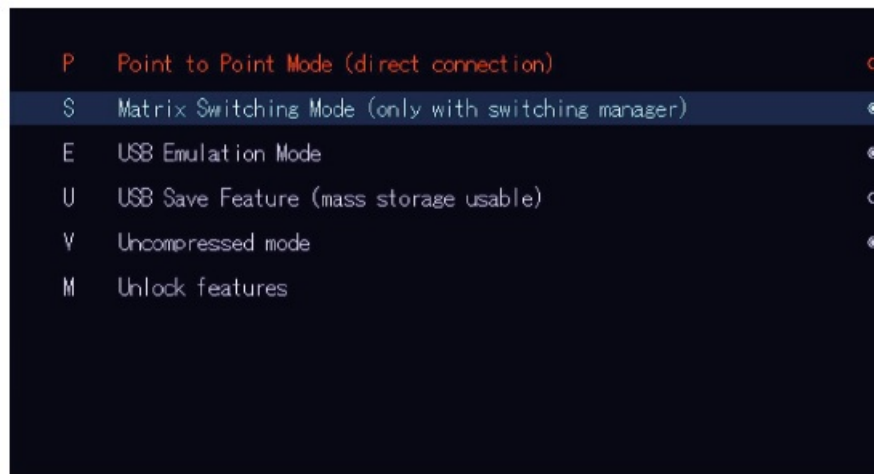 P Point to Point Mode (direct connection)
S Matrix Switching Mode (only with switching manager)
E USB Emulation Mode
U USB Save Feature (mass storage usable)
V Uncompressed mode
M Unlock features